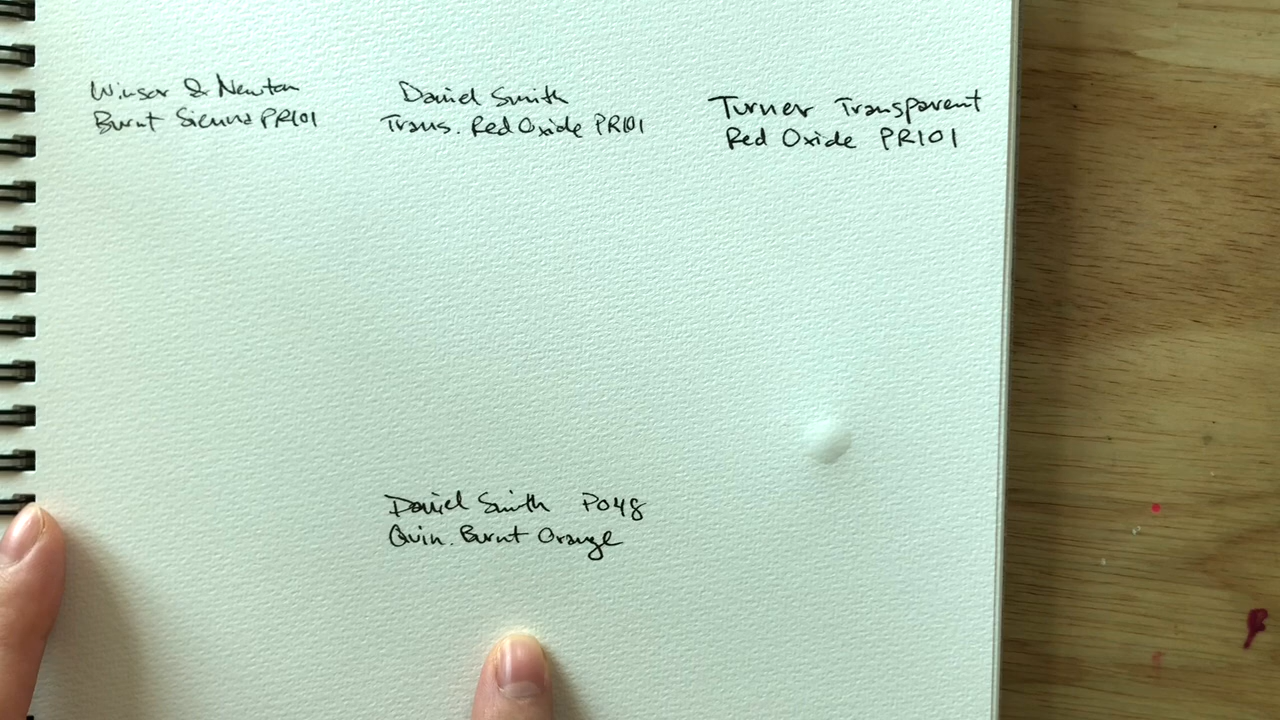 Winsor & Newton
Burnt Sienna PR101
Daniel Smith
Trans. Red Oxide PR101
Turner Transparent
Red Oxide PR101
Daniel Smith PO48
Quin. Burnt Orange